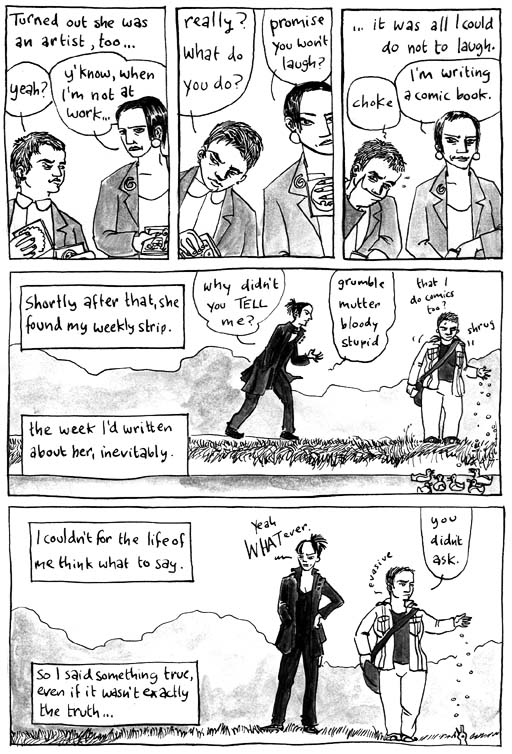 Turned out she was
an artist, too...
yeah?
y'know, when
I'm not at
work...
really?
what do
you do?
promise
you won't
laugh?
... it was all I could
do not to laugh.
choke
I'm writing
a comic book.
Shortly after that, she
found my weekly strip.
why didn't
you TELL
me?
grumble
mutter
bloody
stupid
that I
do comics
too?
shrug
the week I'd written
about her, inevitably.
I couldn't for the life of
me think what to say.
Yeah
WHATever.
evasive
you
didn't
ask.
So I said something true,
even if it wasn't exactly
the truth...